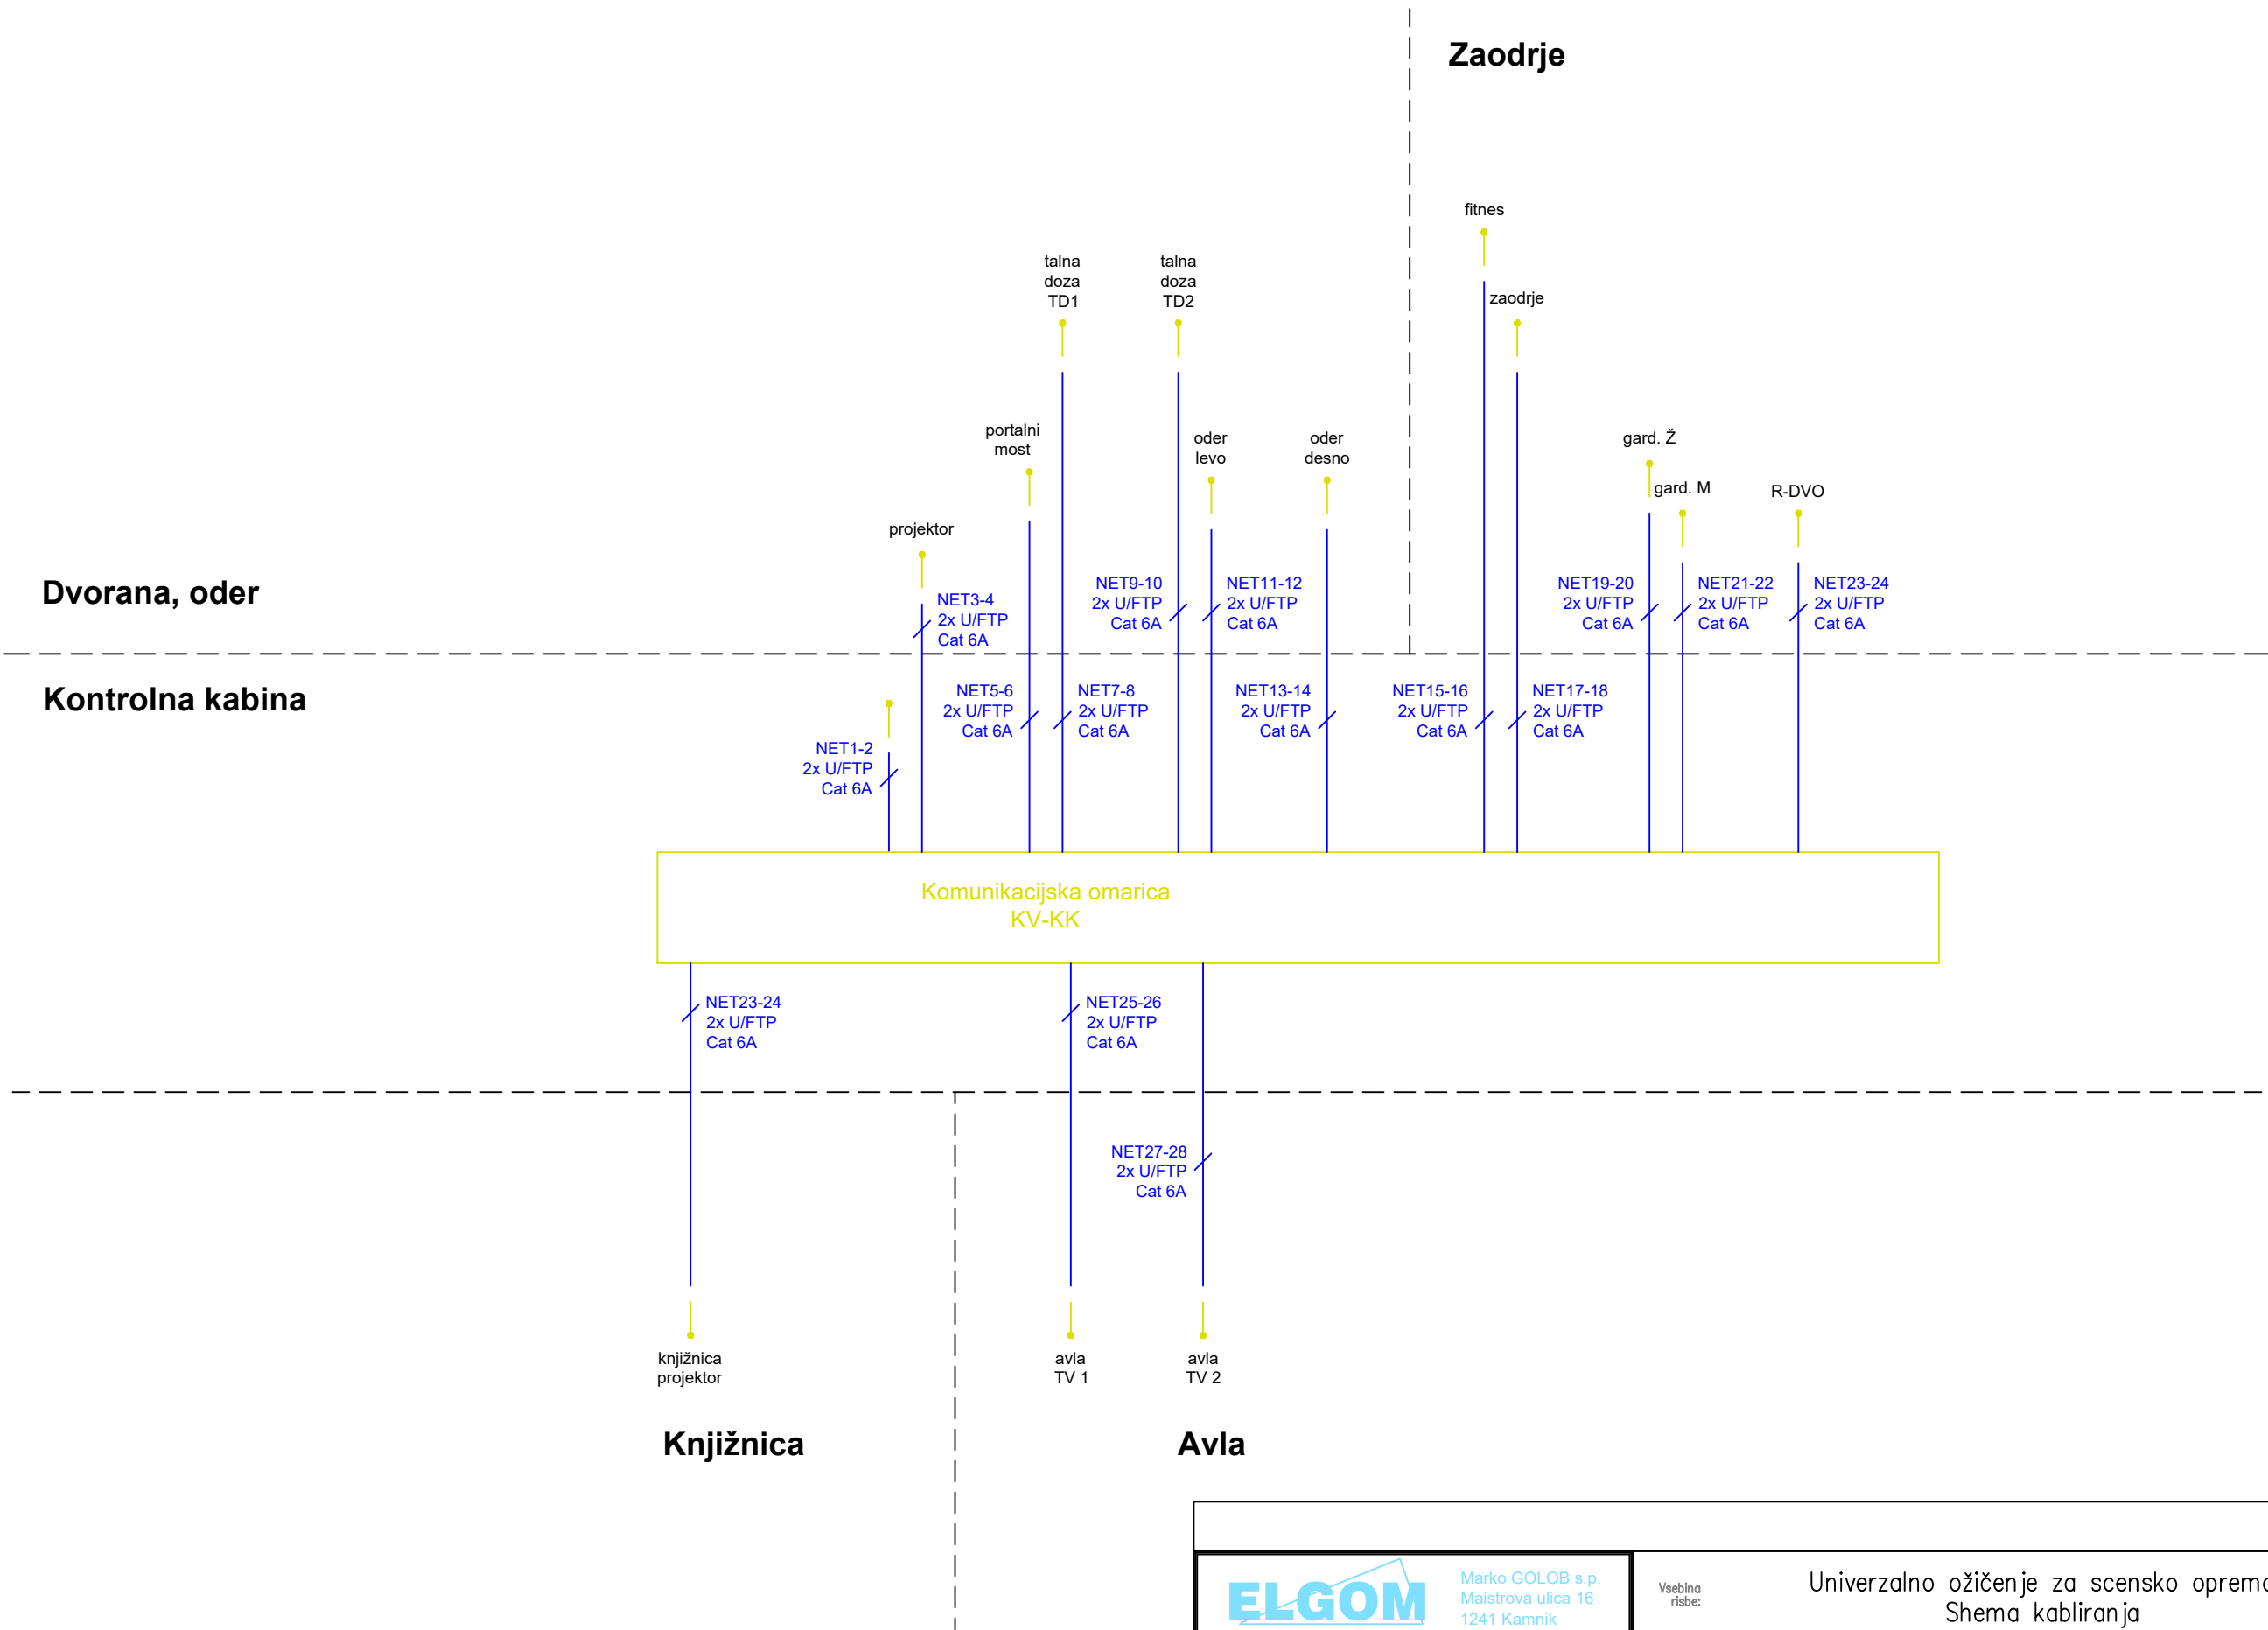 Zaodrje
fitnes
talna
doza
TD1
talna
doza
TD2
zaodrje
portalni
most
oder
levo
oder
desno
gard. Ž
gard. M
R-DVO
projektor
Dvorana, oder
NET3-4
2x U/FTP
Cat 6A
NET9-10
2x U/FTP
Cat 6A
NET11-12
2x U/FTP
Cat 6A
NET19-20
2x U/FTP
Cat 6A
NET21-22
2x U/FTP
Cat 6A
NET23-24
2x U/FTP
Cat 6A
Kontrolna kabina
NET1-2
2x U/FTP
Cat 6A
NET5-6
2x U/FTP
Cat 6A
NET7-8
2x U/FTP
Cat 6A
NET13-14
2x U/FTP
Cat 6A
NET15-16
2x U/FTP
Cat 6A
NET17-18
2x U/FTP
Cat 6A
Komunikacijska omarica
KV-KK
NET23-24
2x U/FTP
Cat 6A
NET25-26
2x U/FTP
Cat 6A
NET27-28
2x U/FTP
Cat 6A
knjižnica
projektor
avla
TV 1
avla
TV 2
Knjižnica
Avla
ELGOM
Marko GOLOB s.p.
Maistrova ulica 16
1241 Kamnik
Vsebina
risbe:
Univerzalno ožičenje za scensko opremo
Shema kabliranja